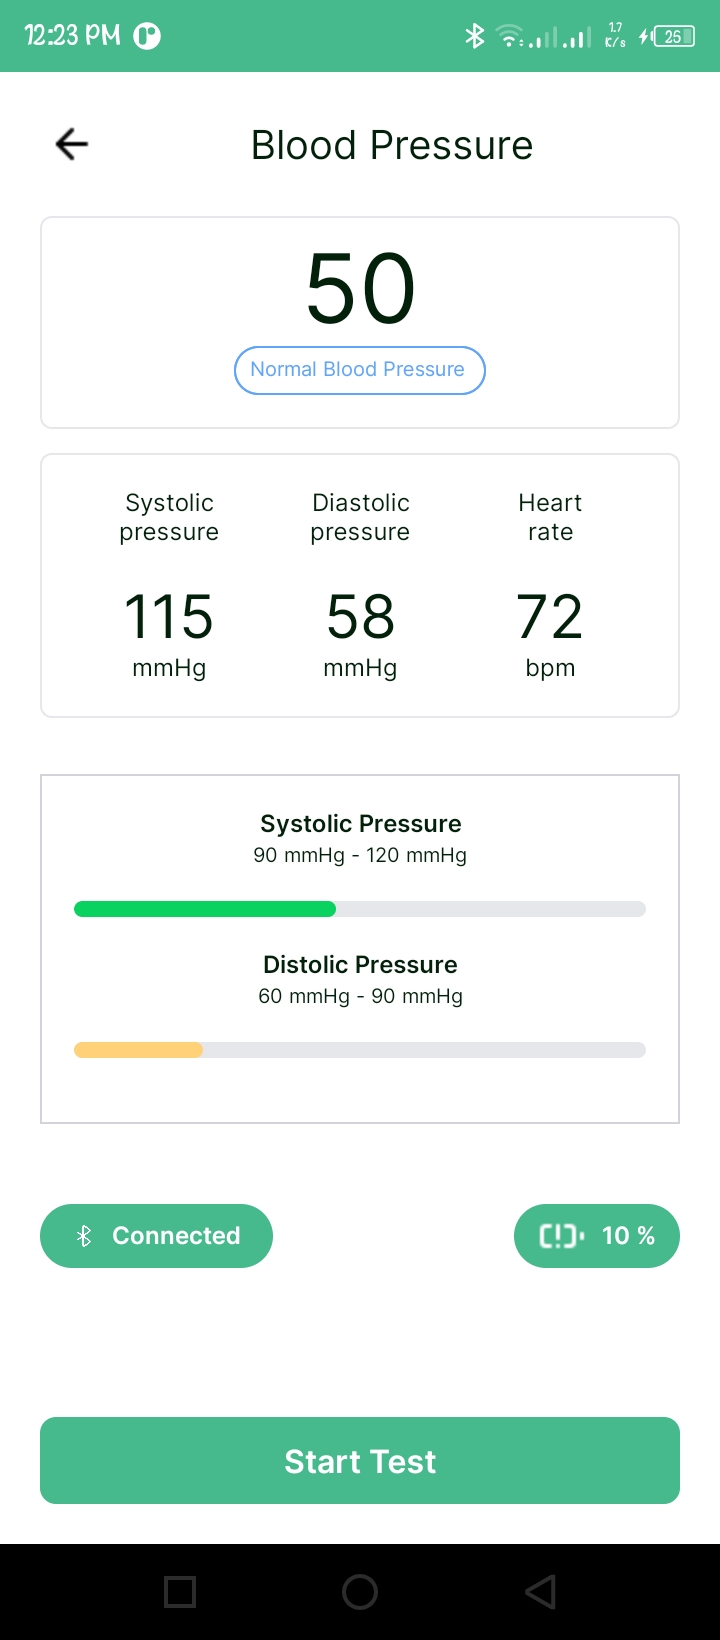 12:23 PM
1.7
K/s
25
Blood Pressure
50
Normal Blood Pressure
Systolic pressure
Diastolic pressure
Heart rate
115
58
72
mmHg
mmHg
bpm
Systolic Pressure
90 mmHg - 120 mmHg
Distolic Pressure
60 mmHg - 90 mmHg
Connected
10 %
Start Test